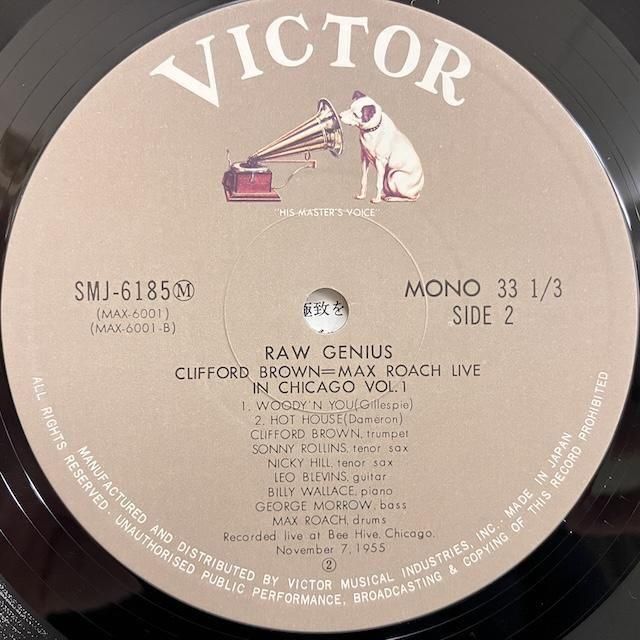 VICTOR
"HIS MASTER'S VOICE"
SMJ-6185Ⓜ
(MAX-6001)
(MAX-6001-B)
MONO 33 1/3
SIDE 2
極致を
RAW GENIUS
CLIFFORD BROWN=MAX ROACH LIVE
IN CHICAGO VOL.1
1. WOODY'N YOU(Gillespie)
2. HOT HOUSE(Dameron)
CLIFFORD BROWN, trumpet
SONNY ROLLINS, tenor sax
NICKY HILL, tenor sax
LEO BLEVINS, guitar
BILLY WALLACE, piano
GEORGE MORROW, bass
MAX ROACH, drums
Recorded live at Bee Hive, Chicago.
November 7, 1955
②
MANUFACTURED AND DISTRIBUTED BY VICTOR MUSICAL INDUSTRIES, INC.: MADE IN JAPAN
ALL RIGHTS RESERVED. UNAUTHORISED PUBLIC PERFORMANCE, BROADCASTING & COPYING OF THIS RECORD PROHIBITED